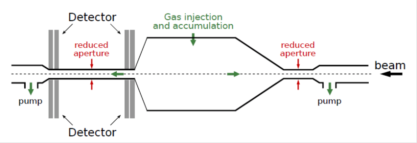 Detector
Gas injection
and accumulation
reduced
aperture
reduced
aperture
beam
pump
pump
Detector